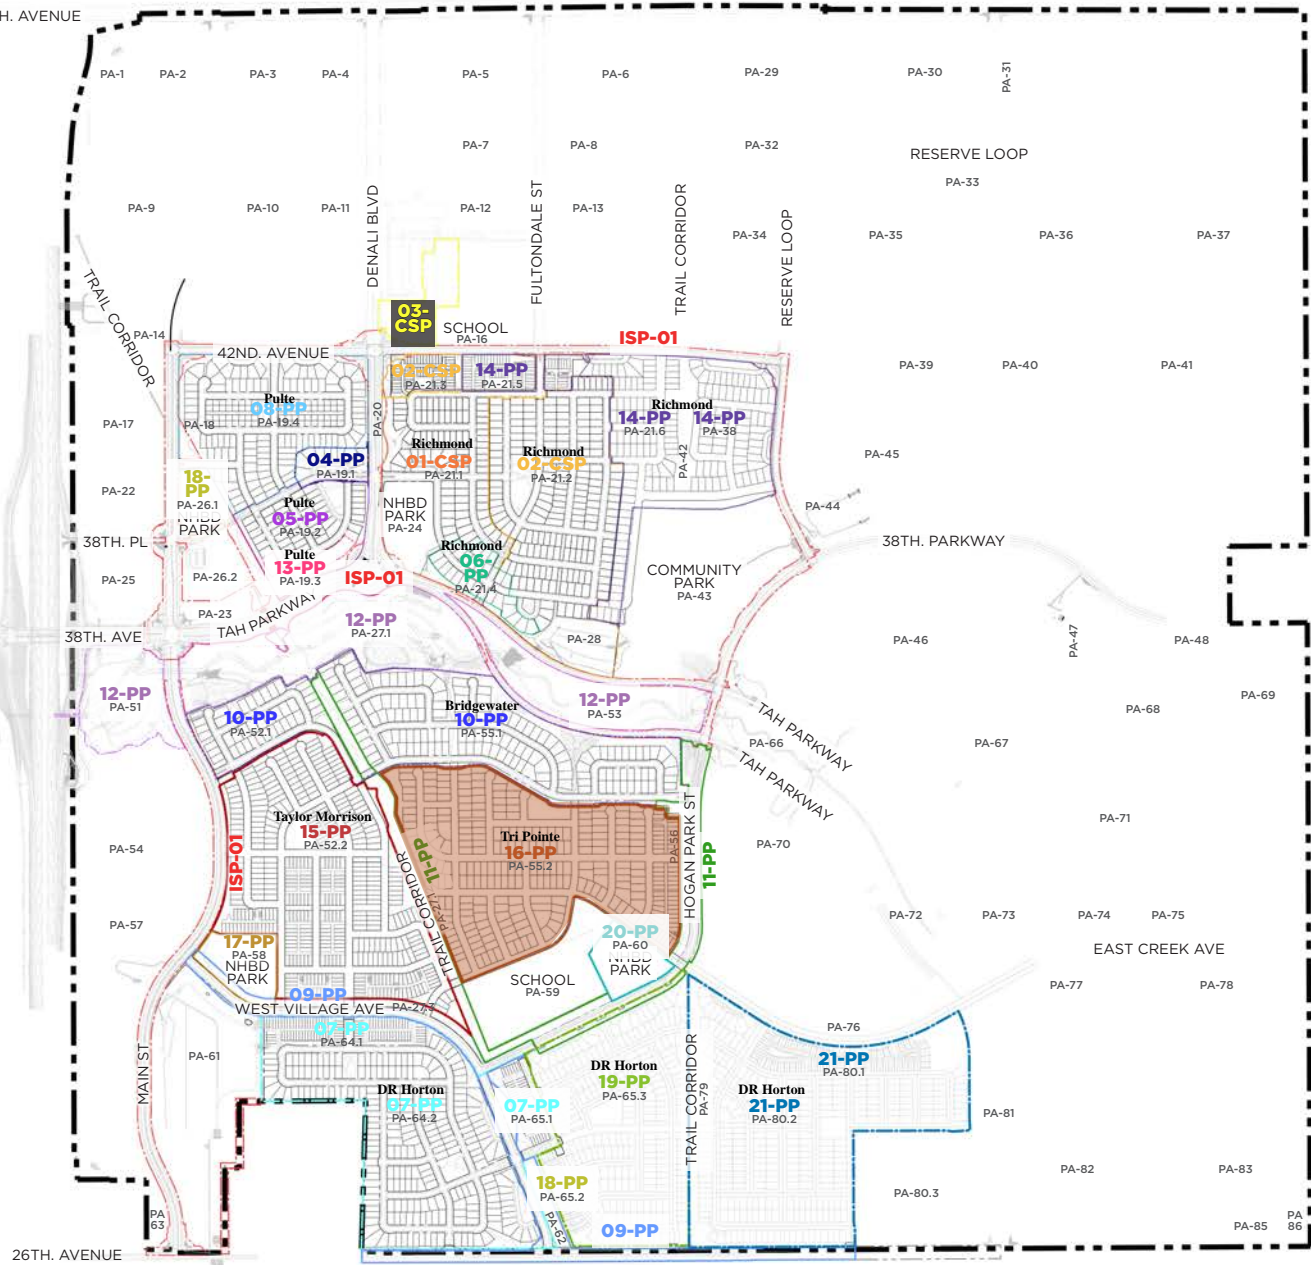 H. AVENUE
PA-1
PA-2
PA-3
PA-4
PA-5
PA-6
PA-29
PA-30
PA-31
PA-7
PA-8
PA-32
RESERVE LOOP
PA-33
PA-9
PA-10
PA-11
DENALI BLVD
PA-12
FULTONDALE ST
PA-13
TRAIL CORRIDOR
PA-34
RESERVE LOOP
PA-35
PA-36
PA-37
TRAIL CORRIDOR
PA-14
03-
CSP
SCHOOL
PA-16
ISP-01
42ND. AVENUE
PA-39
PA-40
PA-41
02-CSP
PA-21.3
14-PP
PA-21.5
Pulte
08-PP
PA-19.4
PA-17
PA-18
PA-20
Richmond
14-PP
PA-21.6
14-PP
PA-38
PA-42
Richmond
01-CSP
PA-21.1
Richmond
02-CSP
PA-21.2
PA-45
04-PP
PA-19.1
PA-22
18-
PP
PA-26.1
NHBD
PARK
Pulte
05-PP
PA-19.2
NHBD
PARK
PA-24
PA-44
38TH. PL
38TH. PARKWAY
Pulte
13-PP
PA-19.3
ISP-01
Richmond
06-
PP
PA-21.4
COMMUNITY
PARK
PA-43
PA-25
PA-26.2
PA-23
TAH PARKWAY
12-PP
PA-27.1
38TH. AVE
PA-28
PA-46
PA-47
PA-48
12-PP
PA-51
12-PP
PA-53
PA-69
PA-68
10-PP
PA-52.1
Bridgewater
10-PP
PA-55.1
TAH PARKWAY
PA-66
PA-67
TAH PARKWAY
Taylor Morrison
15-PP
PA-52.2
Tri Pointe
16-PP
PA-55.2
PA-56
HOGAN PARK ST
11-PP
PA-70
PA-71
PA-54
ISP-01
11-PP
PA-27.1
TRAIL CORRIDOR
TRAIL CORRIDOR
PA-57
PA-72
PA-73
PA-74
PA-75
EAST CREEK AVE
17-PP
PA-58
NHBD
PARK
20-PP
PA-60
NHBD
PARK
SCHOOL
PA-59
PA-77
PA-78
09-PP
WEST VILLAGE AVE
PA-27.3
07-PP
PA-64.1
PA-76
PA-61
MAIN ST
DR Horton
07-PP
PA-64.2
DR Horton
19-PP
PA-65.3
TRAIL CORRIDOR
PA-79
21-PP
PA-80.1
DR Horton
21-PP
PA-80.2
07-PP
PA-65.1
PA-81
PA-82
PA-83
18-PP
PA-65.2
PA-62
09-PP
PA-80.3
PA
63
PA-85
PA
86
26TH. AVENUE